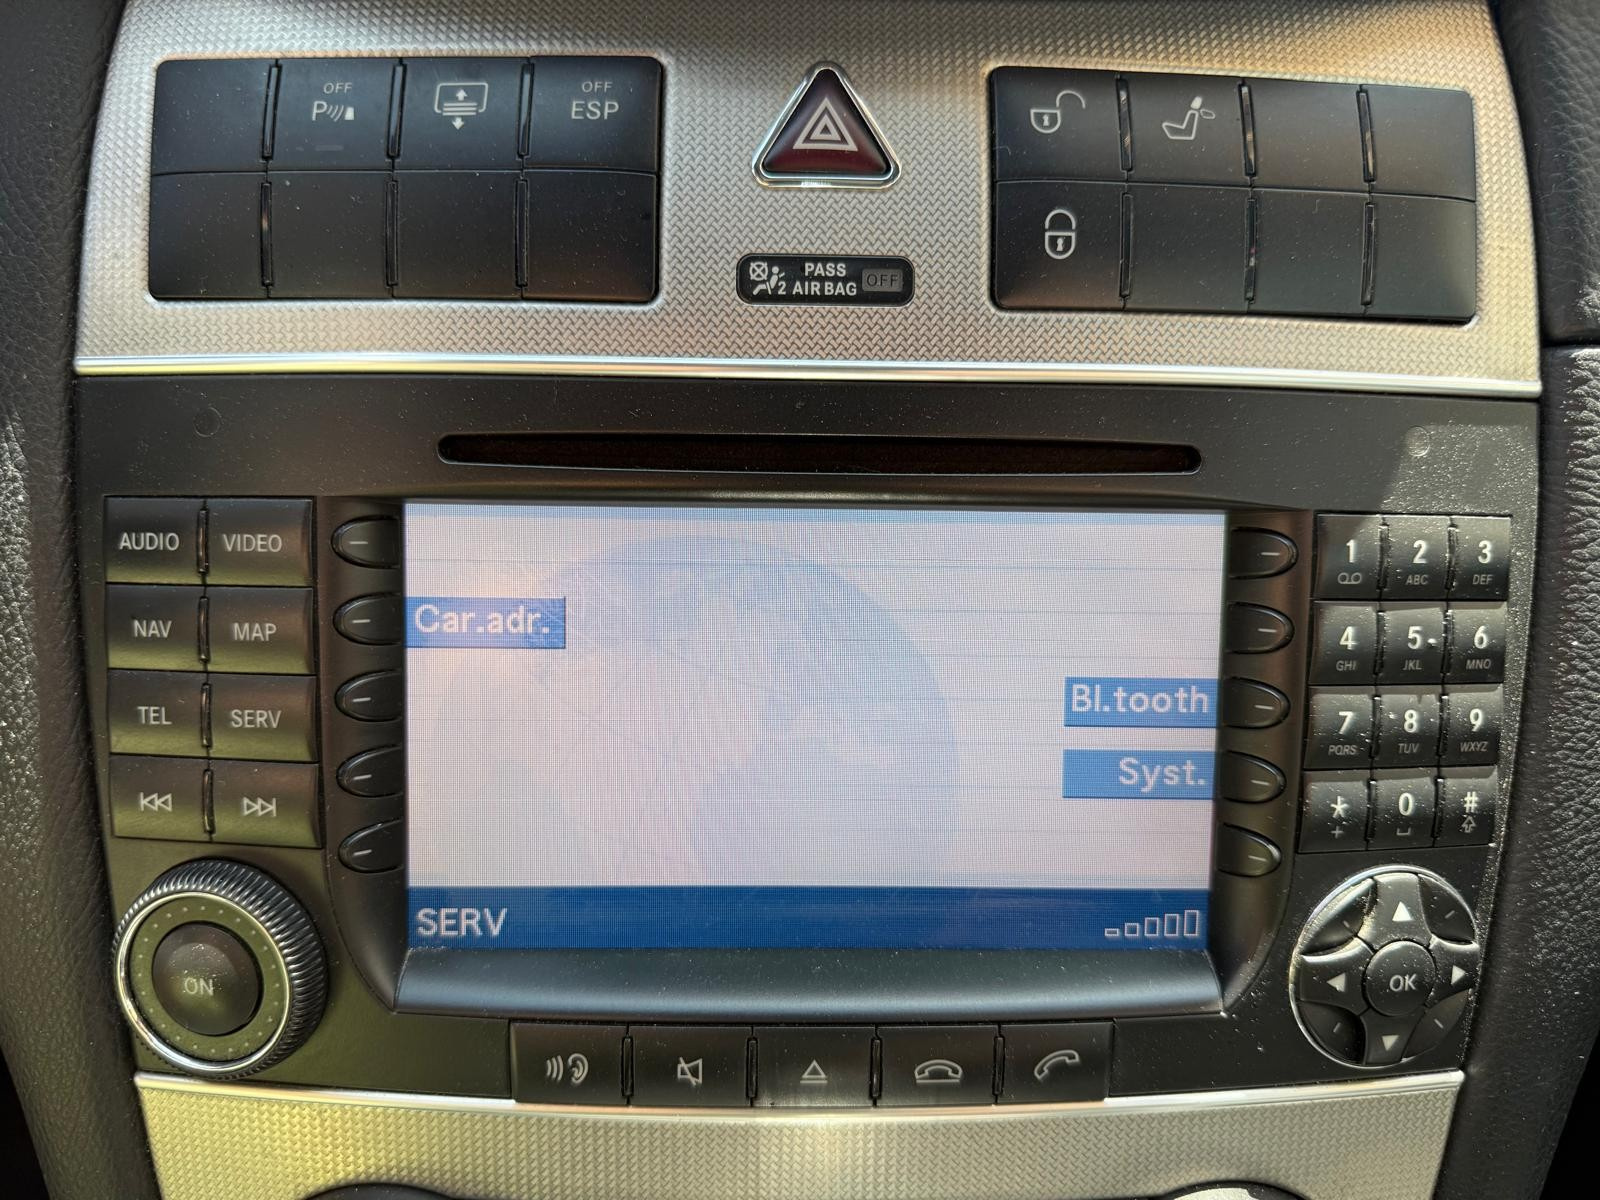 OFF
P
OFF
ESP
PASS
2 AIR BAG
OFF
AUDIO
VIDEO
NAV
MAP
TEL
SERV
ON
Car.adr.
Bl.tooth
Syst.
SERV
1
2 ABC
3 DEF
4 GHI
5 JKL
6 MNO
7 PQRS
8 TUV
9 WXYZ
* +
0
#
OK